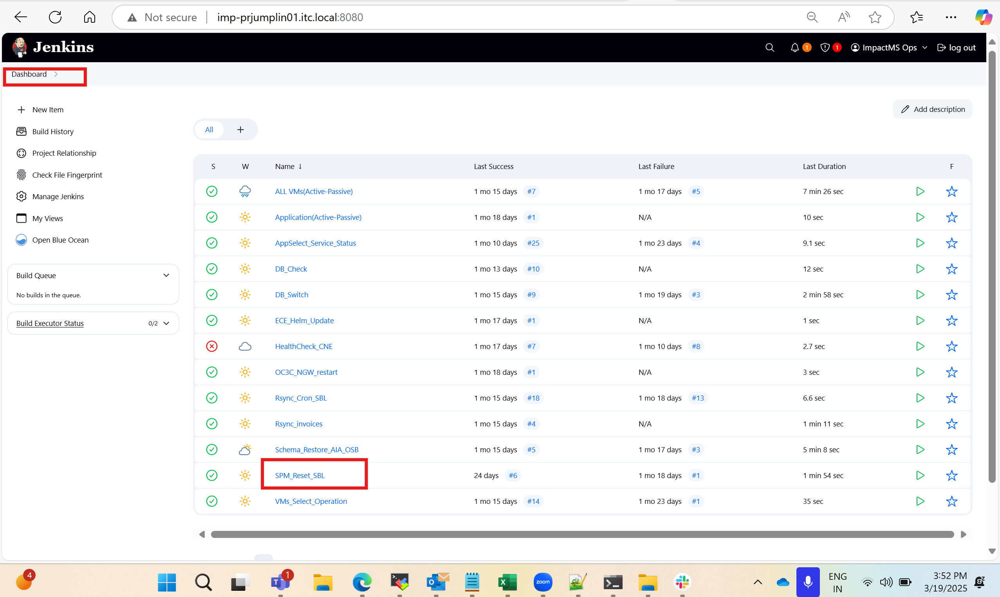 Not secure imp-prjumplin01.itc.local:8080
Jenkins 1 1 ImpactMS Ops log out
Dashboard
New Item
Build History
Project Relationship
Check File Fingerprint
Manage Jenkins
My Views
Open Blue Ocean
Build Queue
No builds in the queue.
Build Executor Status 0/2
Add description
All +
S W Name ↓ Last Success Last Failure Last Duration F
ALL VMs(Active-Passive) 1 mo 15 days #7 1 mo 17 days #5 7 min 26 sec
Application(Active-Passive) 1 mo 18 days #1 N/A 10 sec
AppSelect_Service_Status 1 mo 10 days #25 1 mo 23 days #4 9.1 sec
DB_Check 1 mo 13 days #10 N/A 12 sec
DB_Switch 1 mo 15 days #9 1 mo 19 days #3 2 min 58 sec
ECE_Helm_Update 1 mo 17 days #1 N/A 1 sec
HealthCheck_CNE 1 mo 17 days #7 1 mo 10 days #8 2.7 sec
OC3C_NGW_restart 1 mo 18 days #1 N/A 3 sec
Rsync_Cron_SBL 1 mo 15 days #18 1 mo 18 days #13 6.6 sec
Rsync_invoices 1 mo 15 days #4 N/A 1 min 11 sec
Schema_Restore_AIA_OSB 1 mo 15 days #5 1 mo 17 days #3 5 min 8 sec
SPM_Reset_SBL 24 days #6 1 mo 18 days #1 1 min 54 sec
VMs_Select_Operation 1 mo 15 days #14 1 mo 23 days #1 35 sec
4 1 zoom ENG 3:52 PM
IN 3/19/2025